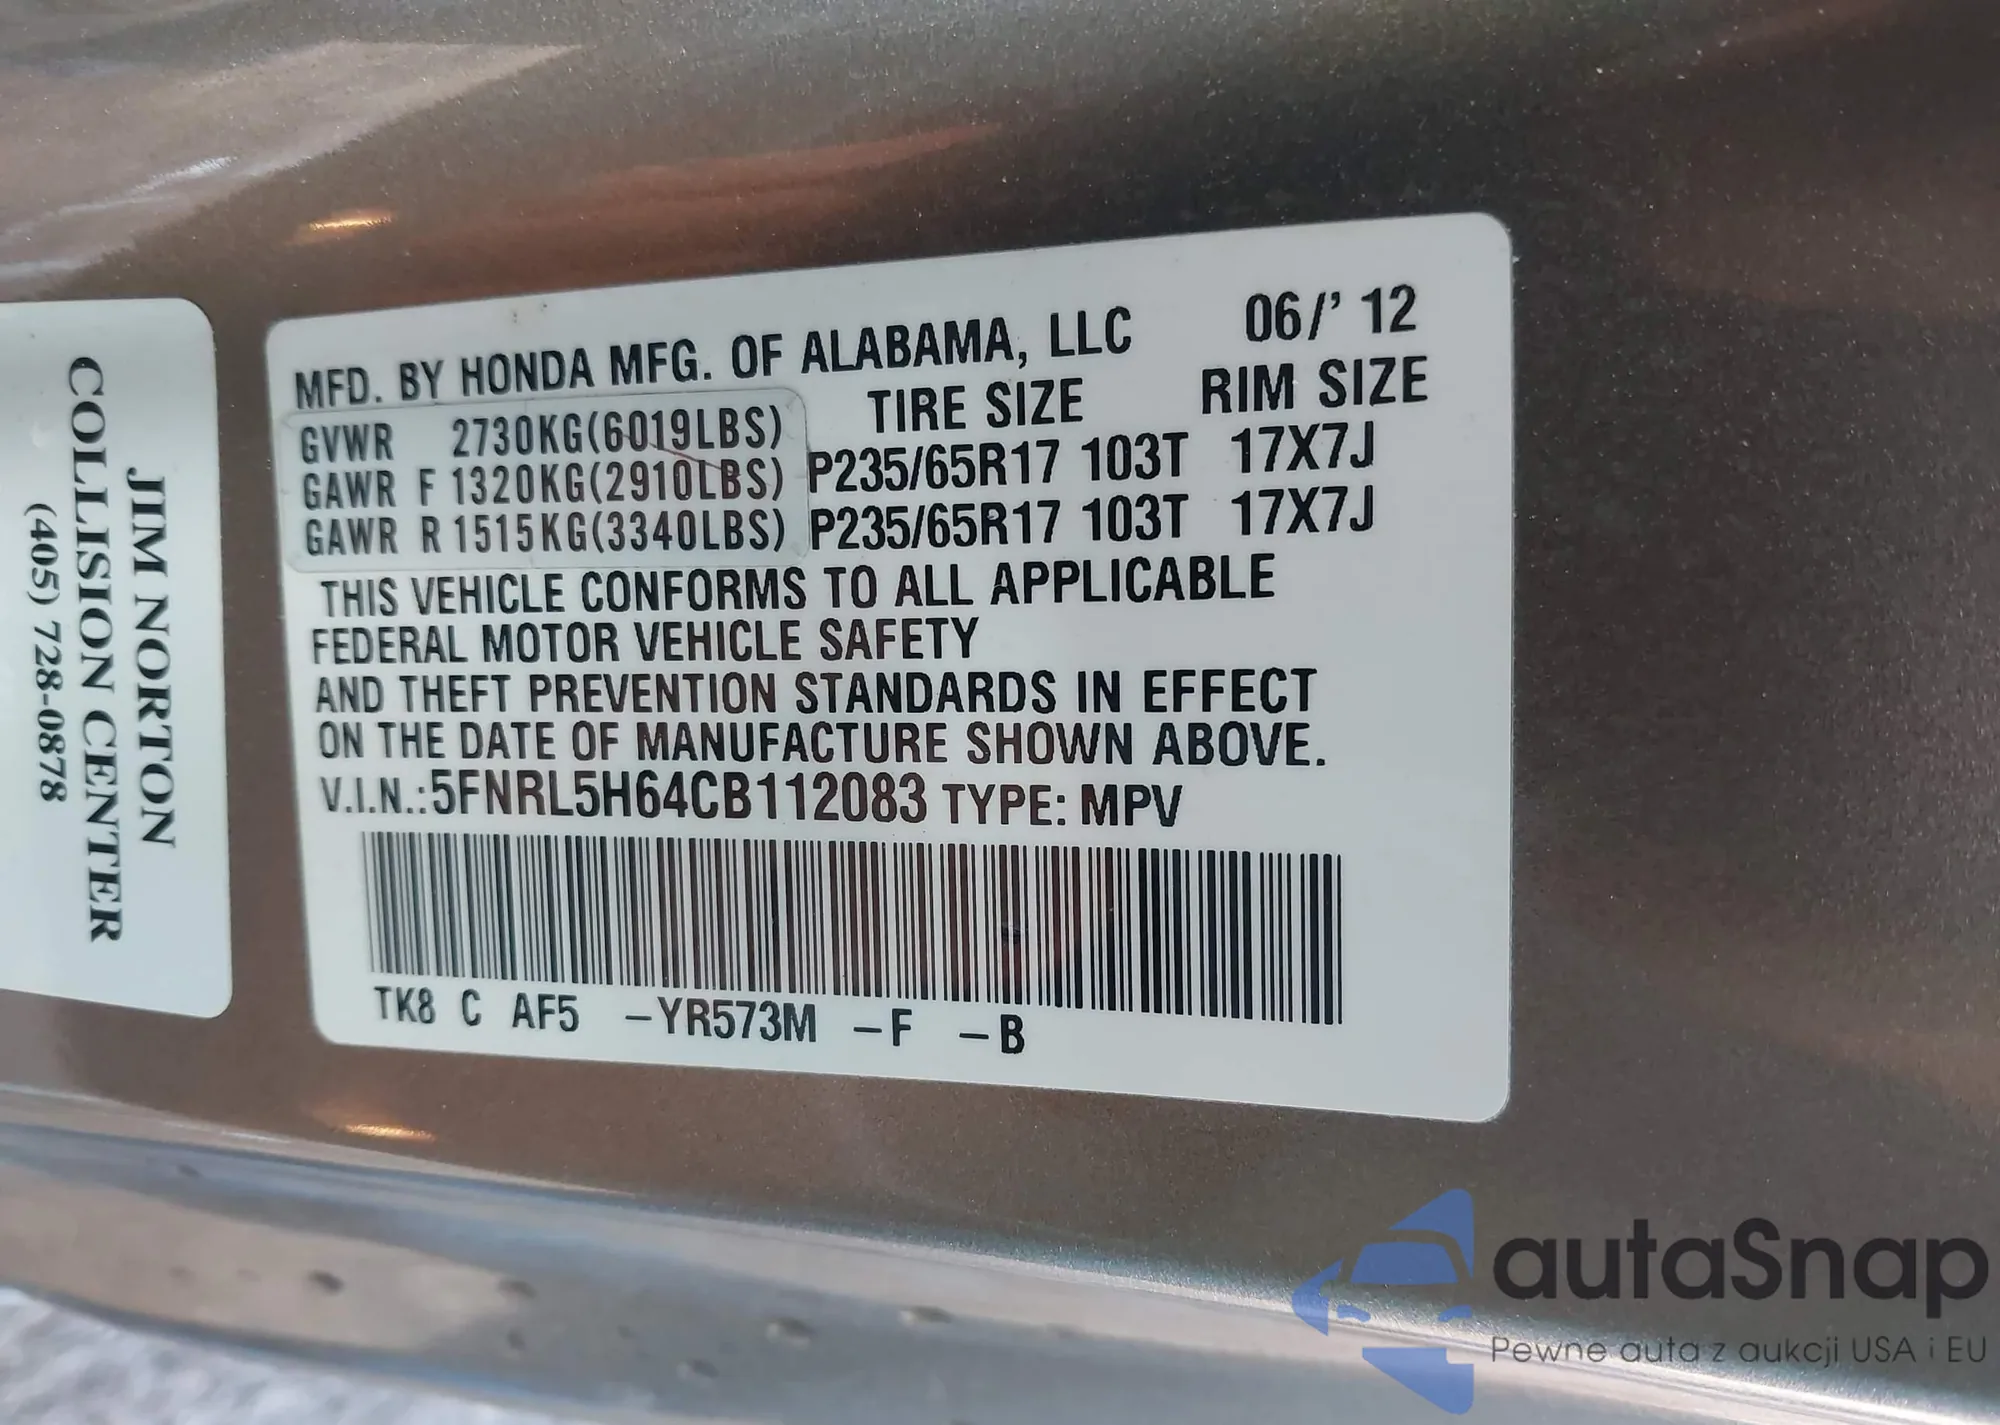 JIM NORTON
COLLISION CENTER
(405) 728-0878
MFD. BY HONDA MFG. OF ALABAMA, LLC 06/' 12
TIRE SIZE RIM SIZE
GVWR 2730KG(6019LBS)
GAWR F 1320KG(2910LBS) P235/65R17 103T 17X7J
GAWR R 1515KG(3340LBS) P235/65R17 103T 17X7J
THIS VEHICLE CONFORMS TO ALL APPLICABLE
FEDERAL MOTOR VEHICLE SAFETY
AND THEFT PREVENTION STANDARDS IN EFFECT
ON THE DATE OF MANUFACTURE SHOWN ABOVE.
V.I.N.:5FNRL5H64CB112083 TYPE: MPV
TK8 C AF5 -YR573M -F -B
autaSnap
Pewne auta z aukcji USA i EU